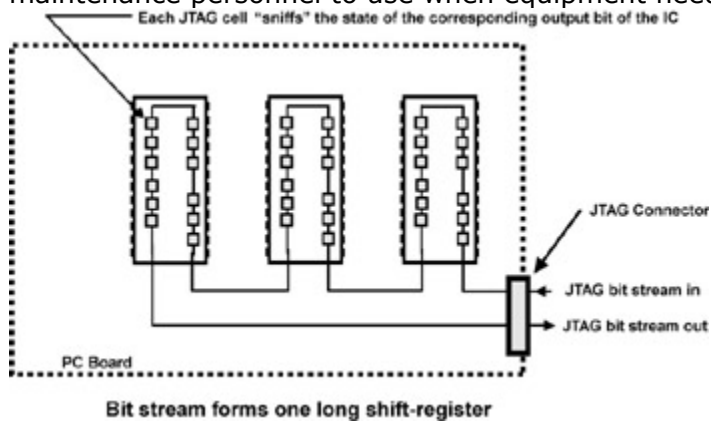 maintenance personnel to use when equipment need
Each JTAG cell "sniffs" the state of the corresponding output bit of the IC
JTAG Connector
JTAG bit stream in
JTAG bit stream out
PC Board
Bit stream forms one long shift-register